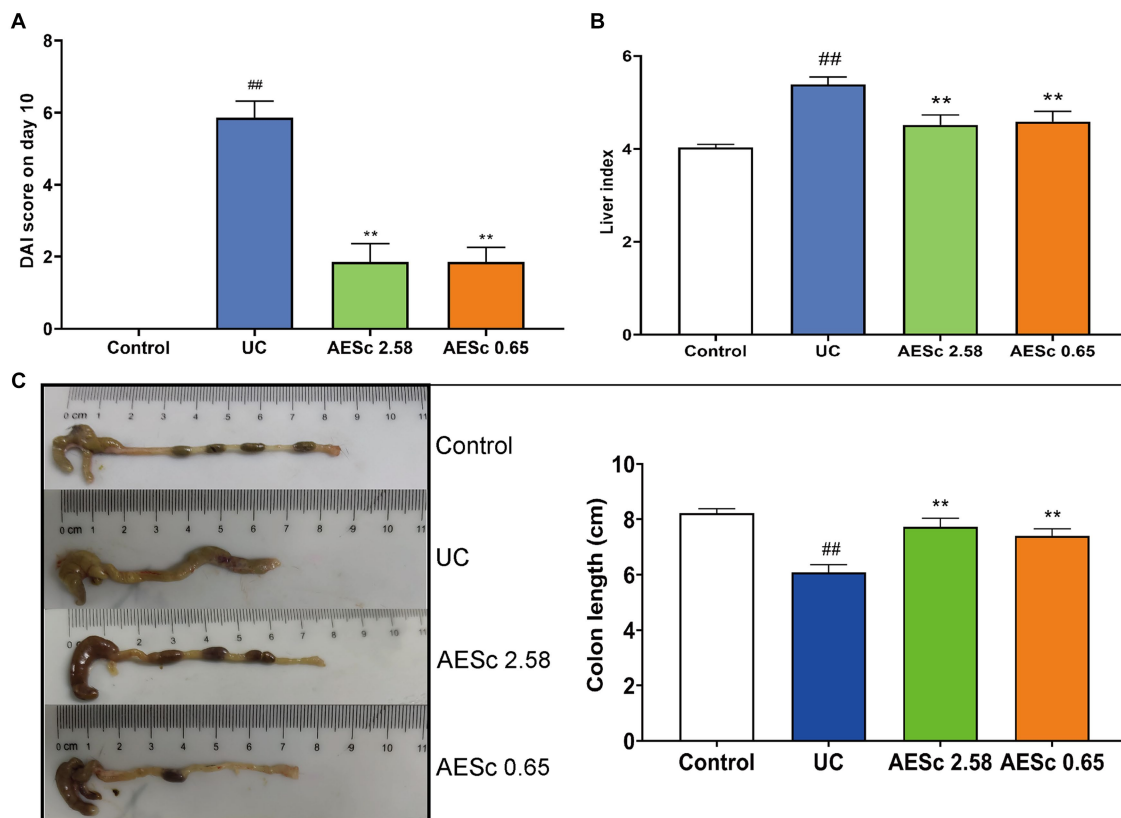 A
DAI score on day 10
8
6
4
2
0
##
**
**
Control
UC
AESc 2.58
AESc 0.65
B
Liver index
6
4
2
0
##
**
**
Control
UC
AESc 2.58
AESc 0.65
C
0 cm 1 2 3 4 5 6 7 8 9 10 11
Control
0 cm 1 2 3 4 5 6 7 8 9 10 11
UC
2 3 4 5 6 7 8 9 10 11
AESc 2.58
0 cm 1 2 3 4 5 6 7 8 9 10 11
AESc 0.65
Colon length (cm)
10
8
6
4
2
0
##
**
**
Control
UC
AESc 2.58
AESc 0.65